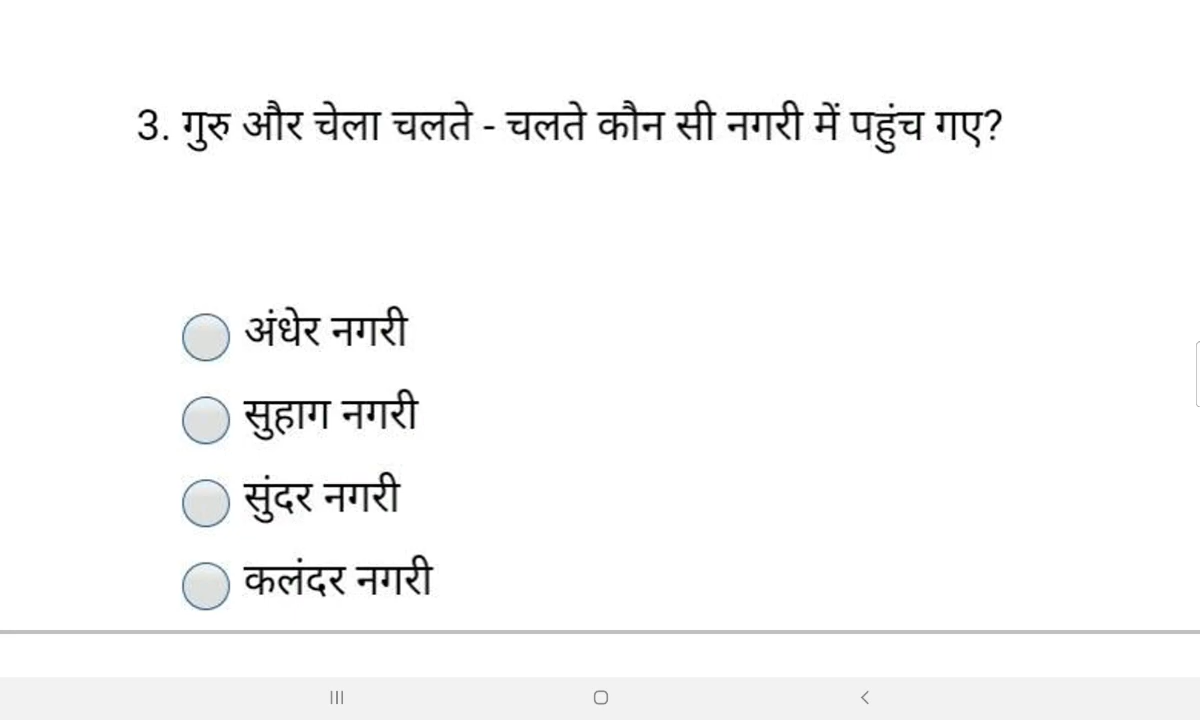 3. गुरु और चेला चलते - चलते कौन सी नगरी में पहुंच गए?
अंधेर नगरी
सुहाग नगरी
सुंदर नगरी
कलंदर नगरी